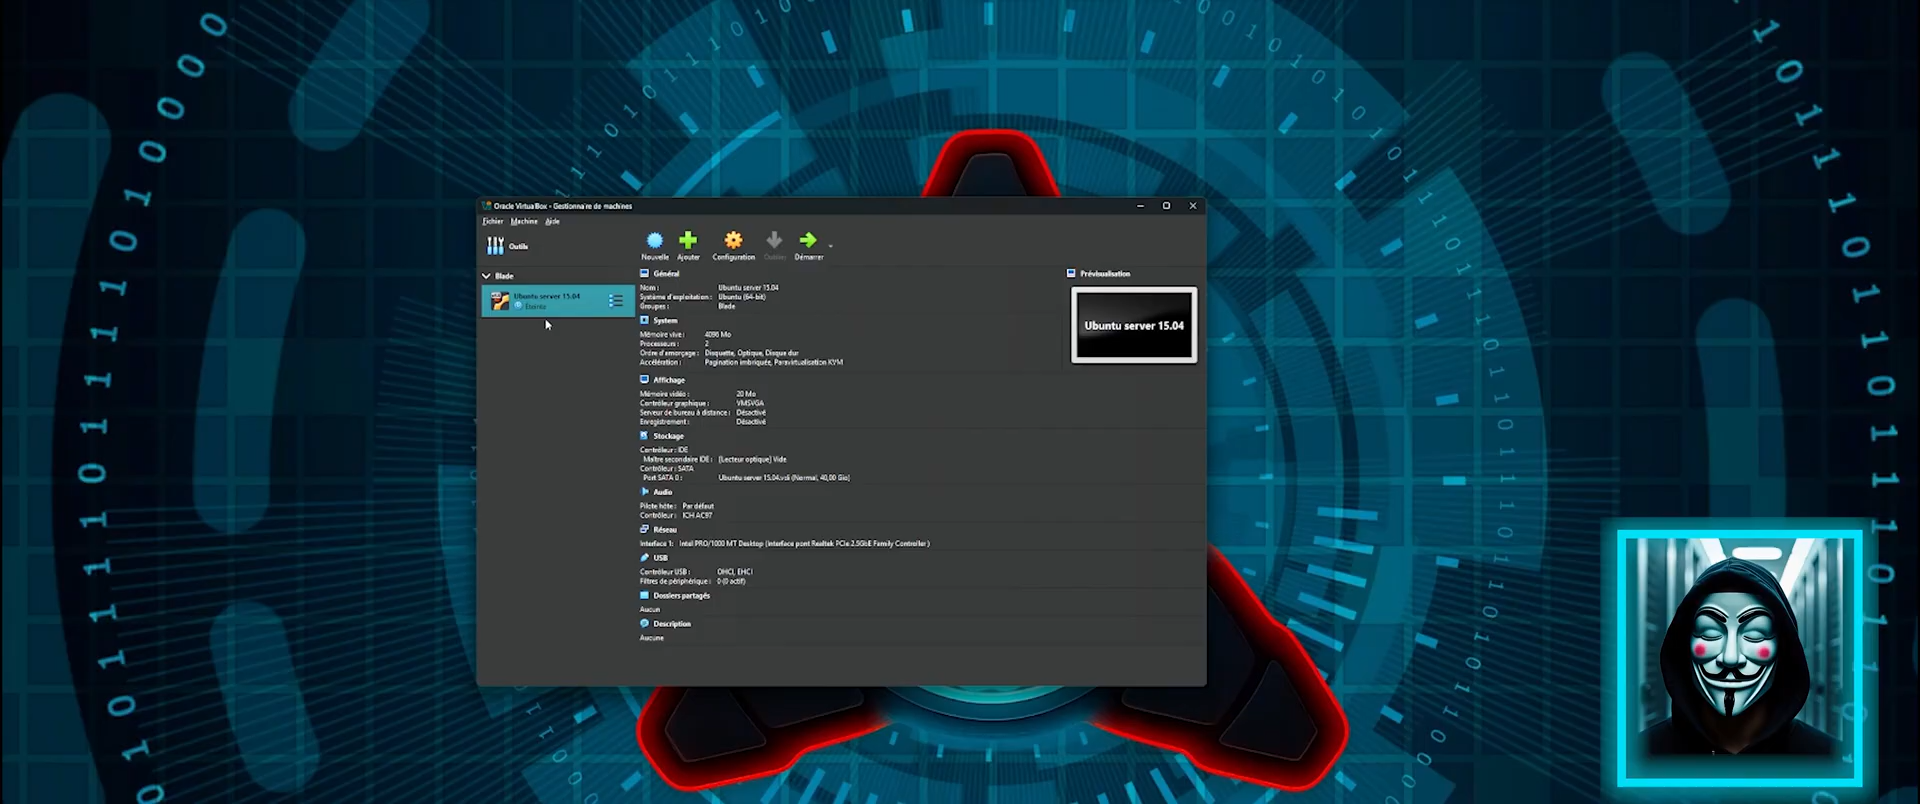 Oracle VirtualBox - Gestionnaire de machines
Fichier Machine Aide
Outils
Nouvelle Ajouter Configuration Oublier Démarrer
Blade
Ubuntu server 15.04
Éteinte
Général
Nom : Ubuntu server 15.04
Système d'exploitation : Ubuntu (64-bit)
Groupes : Blade
System
Mémoire vive : 4096 Mo
Processeurs : 2
Ordre d'amorçage : Disquette, Optique, Disque dur
Accélération : Pagination imbriquée, Paravirtualisation KVM
Affichage
Mémoire vidéo : 20 Mo
Contrôleur graphique : VMSVGA
Serveur de bureau à distance : Désactivé
Enregistrement : Désactivé
Stockage
Contrôleur : IDE
Maître secondaire IDE : [Lecteur optique] Vide
Contrôleur : SATA
Port SATA 0 : Ubuntu server 15.04.vdi (Normal, 40,00 Gio)
Audio
Pilote hôte : Par défaut
Contrôleur : ICH AC97
Réseau
Interface 1: Intel PRO/1000 MT Desktop (Interface pont Realtek PCIe 2.5GbE Family Controller )
USB
Contrôleur USB : OHCI, EHCI
Filtres de périphérique : 0 (0 actif)
Dossiers partagés
Aucun
Description
Aucune
Prévisualisation
Ubuntu server 15.04